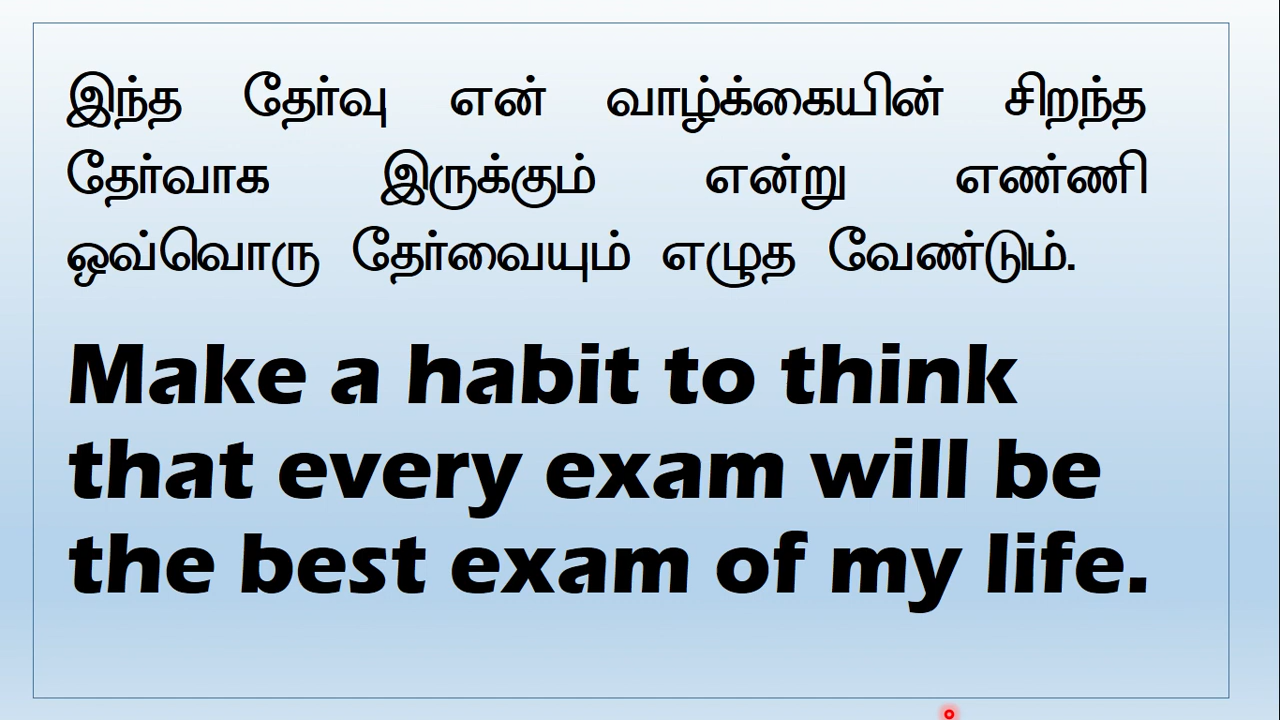 இந்த தேர்வு என் வாழ்க்கையின் சிறந்த
தேர்வாக இருக்கும் என்று எண்ணி
ஒவ்வொரு தேர்வையும் எழுத வேண்டும்.
Make a habit to think
that every exam will be
the best exam of my life.